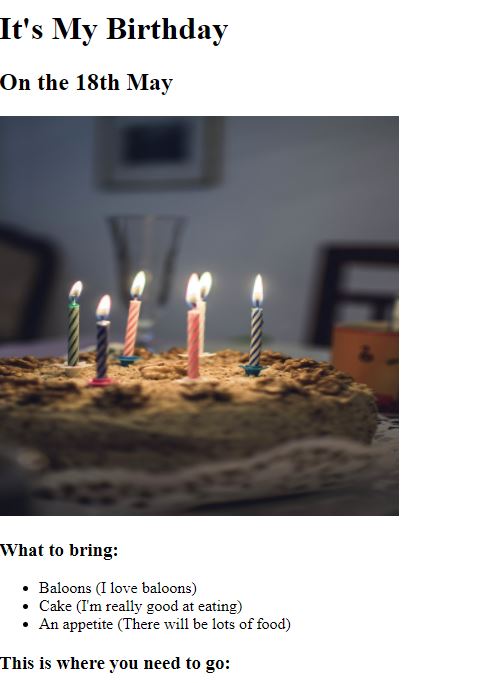 It's My Birthday
On the 18th May
What to bring:
Baloons (I love baloons)
Cake (I'm really good at eating)
An appetite (There will be lots of food)
This is where you need to go: